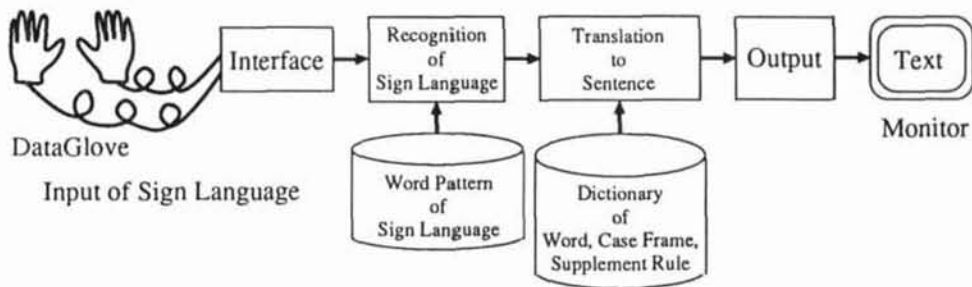 Interface
Recognition
of
Sign Language
Translation
to
Sentence
Output
Text
Monitor
DataGlove
Input of Sign Language
Word Pattern
of
Sign Language
Dictionary
of
Word, Case Frame,
Supplement Rule